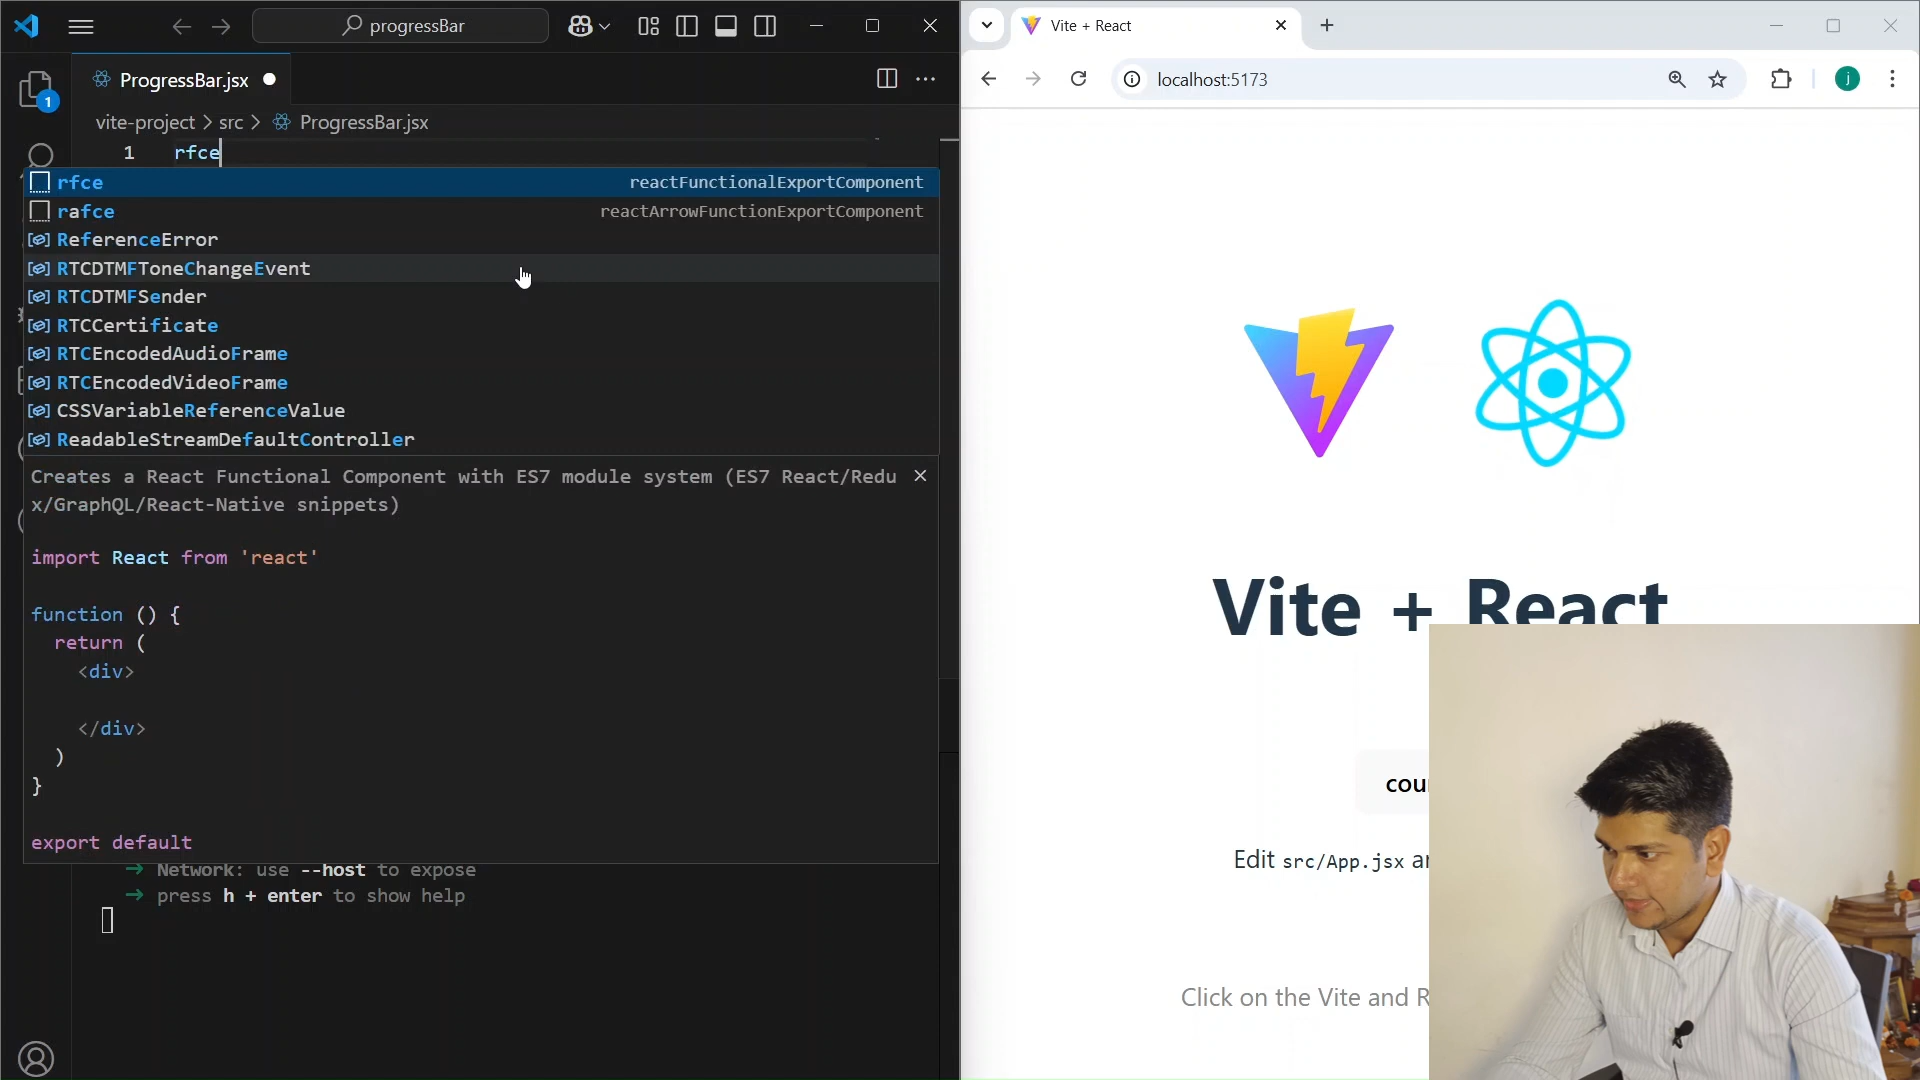 progressBar
ProgressBar.jsx
vite-project > src > ProgressBar.jsx
1 rfce
rfce reactFunctionalExportComponent
rafce reactArrowFunctionExportComponent
ReferenceError
RTCDTMFToneChangeEvent
RTCDTMFSender
RTCCertificate
RTCEncodedAudioFrame
RTCEncodedVideoFrame
CSSVariableReferenceValue
ReadableStreamDefaultController
Creates a React Functional Component with ES7 module system (ES7 React/Redu
x/GraphQL/React-Native snippets)
import React from 'react'
function () {
return (
<div>
</div>
)
}
export default
→ Network: use --host to expose
→ press h + enter to show help
1
Vite + React
localhost:5173
j
Vite + React
cou
Edit src/App.jsx a
Click on the Vite and R